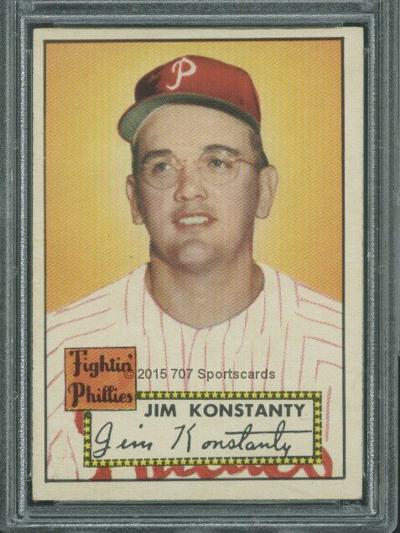 P
Fightin'
Phillies
© 2015 707 Sportscards
JIM KONSTANTY
Jim Konstanty